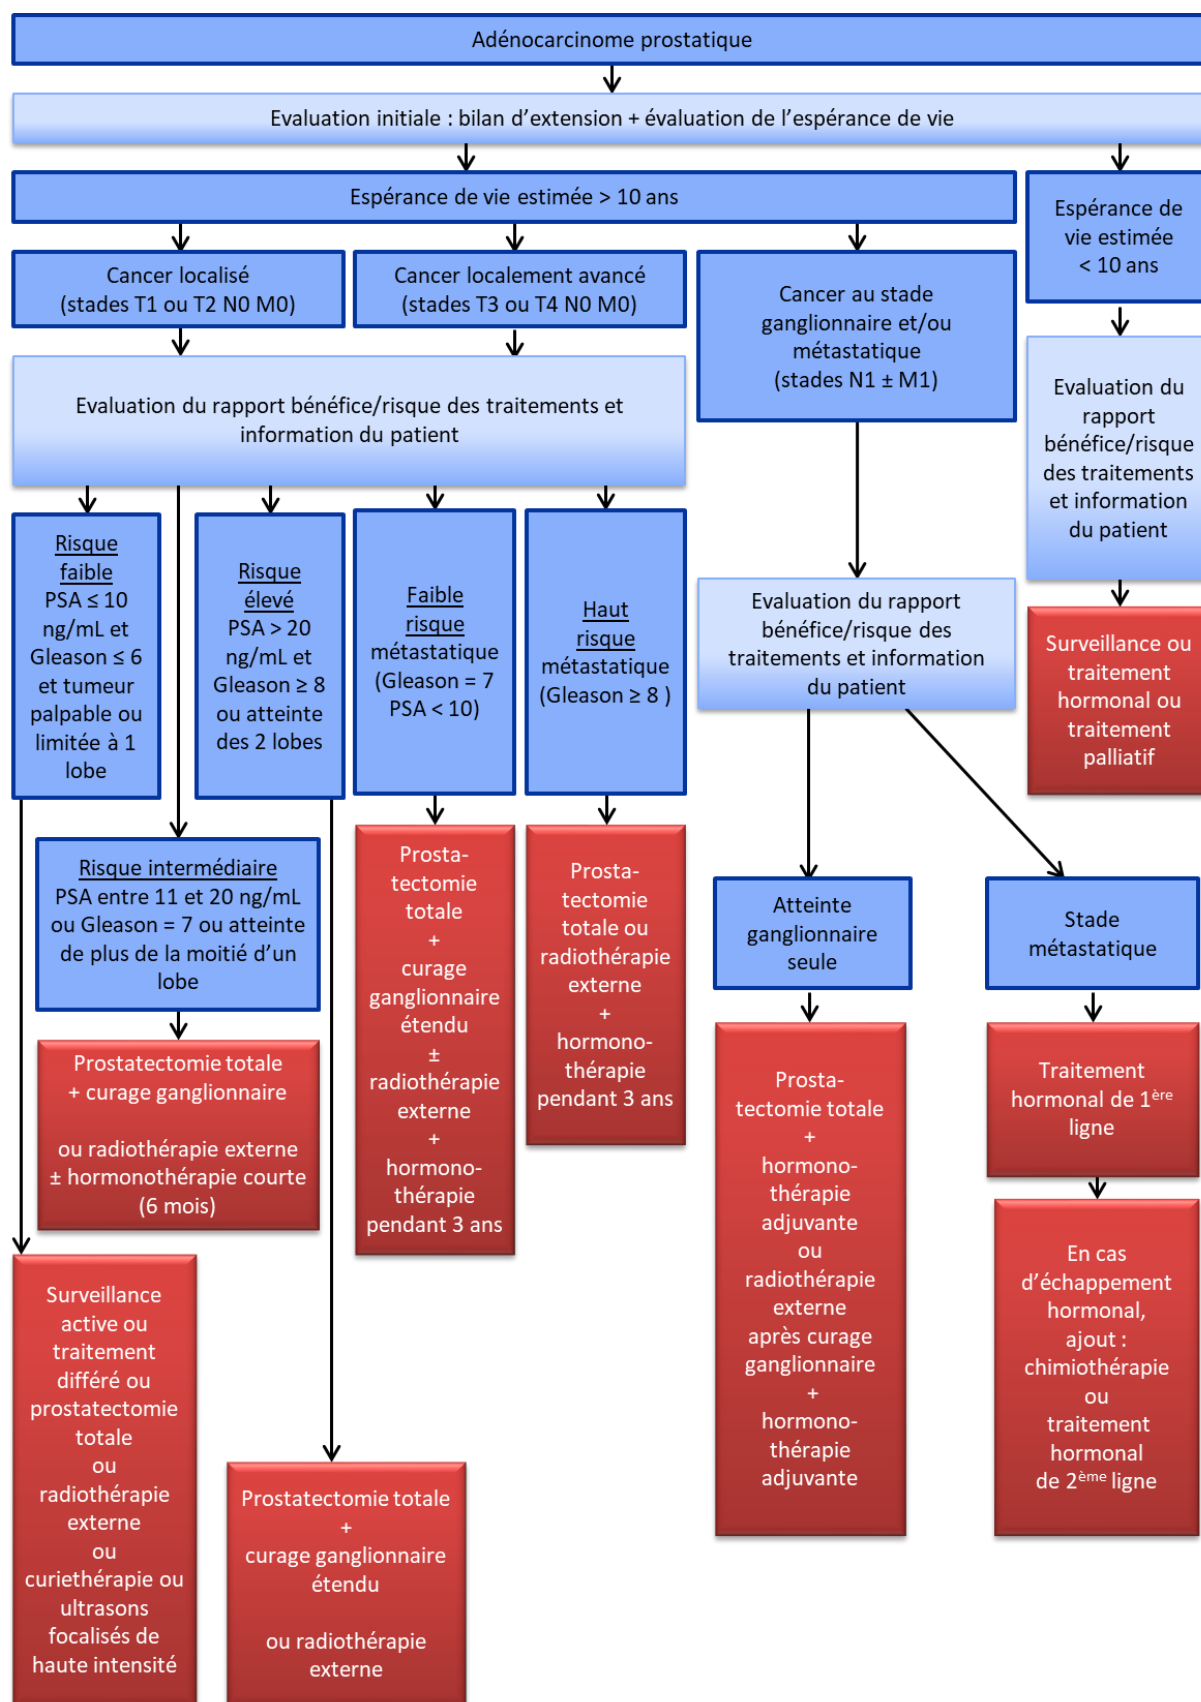 Adénocarcinome prostatique
Evaluation initiale : bilan d’extension + évaluation de l’espérance de vie
Espérance de vie estimée > 10 ans
Espérance de
vie estimée
< 10 ans
Cancer localisé
(stades T1 ou T2 N0 M0)
Cancer localement avancé
(stades T3 ou T4 N0 M0)
Cancer au stade
ganglionnaire et/ou
métastatique
(stades N1 ± M1)
Evaluation du rapport bénéfice/risque des traitements et
information du patient
Evaluation du
rapport
bénéfice/risque
des traitements
et information
du patient
Risque
faible
PSA ≤ 10
ng/mL et
Gleason ≤ 6
et tumeur
palpable ou
limitée à 1
lobe
Risque
élevé
PSA > 20
ng/mL et
Gleason ≥ 8
ou atteinte
des 2 lobes
Faible
risque
métastatique
(Gleason = 7
PSA < 10)
Haut
risque
métastatique
(Gleason ≥ 8 )
Evaluation du rapport
bénéfice/risque des
traitements et information
du patient
Surveillance ou
traitement
hormonal ou
traitement
palliatif
Risque intermédiaire
PSA entre 11 et 20 ng/mL
ou Gleason = 7 ou atteinte
de plus de la moitié d’un
lobe
Prosta-
tectomie
totale
+
curage
ganglionnaire
étendu
±
radiothérapie
externe
+
hormono-
thérapie
pendant 3 ans
Prosta-
tectomie
totale ou
radiothérapie
externe
+
hormono-
thérapie
pendant 3 ans
Atteinte
ganglionnaire
seule
Stade
métastatique
Prostatectomie totale
+ curage ganglionnaire
ou radiothérapie externe
± hormonothérapie courte
(6 mois)
Prosta-
tectomie totale
+
hormono-
thérapie
adjuvante
ou
radiothérapie
externe
après curage
ganglionnaire
+
hormono-
thérapie
adjuvante
Traitement
hormonal de 1ère
ligne
En cas
d’échappement
hormonal,
ajout :
chimiothérapie
ou
traitement
hormonal
de 2ème ligne
Surveillance
active ou
traitement
différé ou
prostatectomie
totale
ou
radiothérapie
externe
ou
curiethérapie ou
ultrasons
focalisés de
haute intensité
Prostatectomie totale
+
curage ganglionnaire
étendu
ou radiothérapie
externe